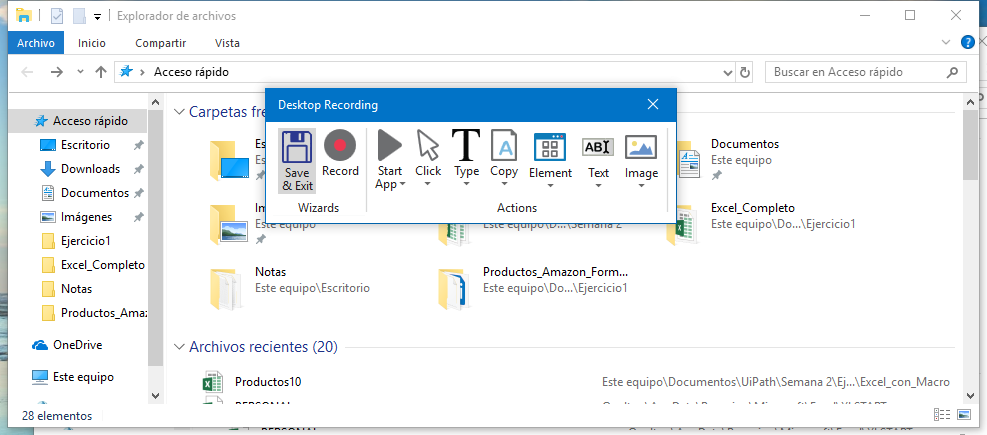 Explorador de archivos
Archivo Inicio Compartir Vista
Acceso rápido
Buscar en Acceso rápido
Acceso rápido
Escritorio
Downloads
Documentos
Imágenes
Ejercicio1
Excel_Completo
Notas
Productos_Amaz
OneDrive
Este equipo
Carpetas fre
Desktop Recording
Save & Exit
Record
Wizards
Start App
Click
Type
Copy
Element
Text
Image
Actions
Documentos
Este equipo
Este equipo
Este equipo\Do...\Semana 2
Excel_Completo
Este equipo\Do...\Ejercicio1
Notas
Este equipo\Escritorio
Productos_Amazon_Form...
Este equipo\Do...\Ejercicio1
Archivos recientes (20)
Productos10 Este equipo\Documentos\UiPath\Semana 2\Ej...\Excel_con_Macro
PERSONAL
28 elementos